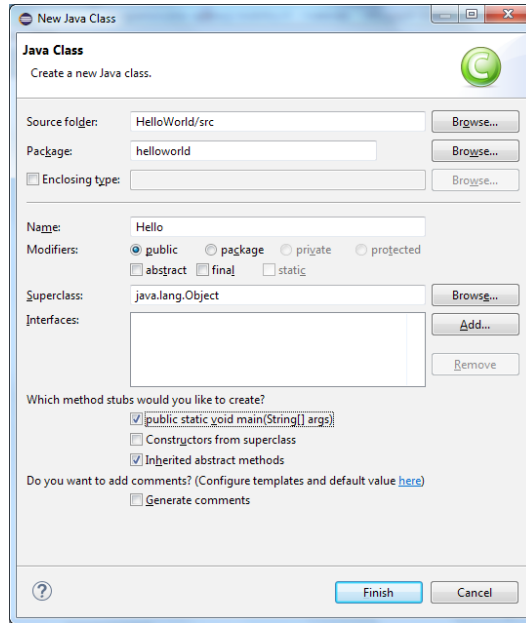 New Java Class
Java Class
Create a new Java class.
C
Source folder: HelloWorld/src Browse...
Package: helloworld Browse...
Enclosing type: Browse...
Name: Hello
Modifiers: public package private protected
abstract final static
Superclass: java.lang.Object Browse...
Interfaces: Add...
Remove
Which method stubs would you like to create?
public static void main(String[] args)
Constructors from superclass
Inherited abstract methods
Do you want to add comments? (Configure templates and default value here)
Generate comments
? Finish Cancel